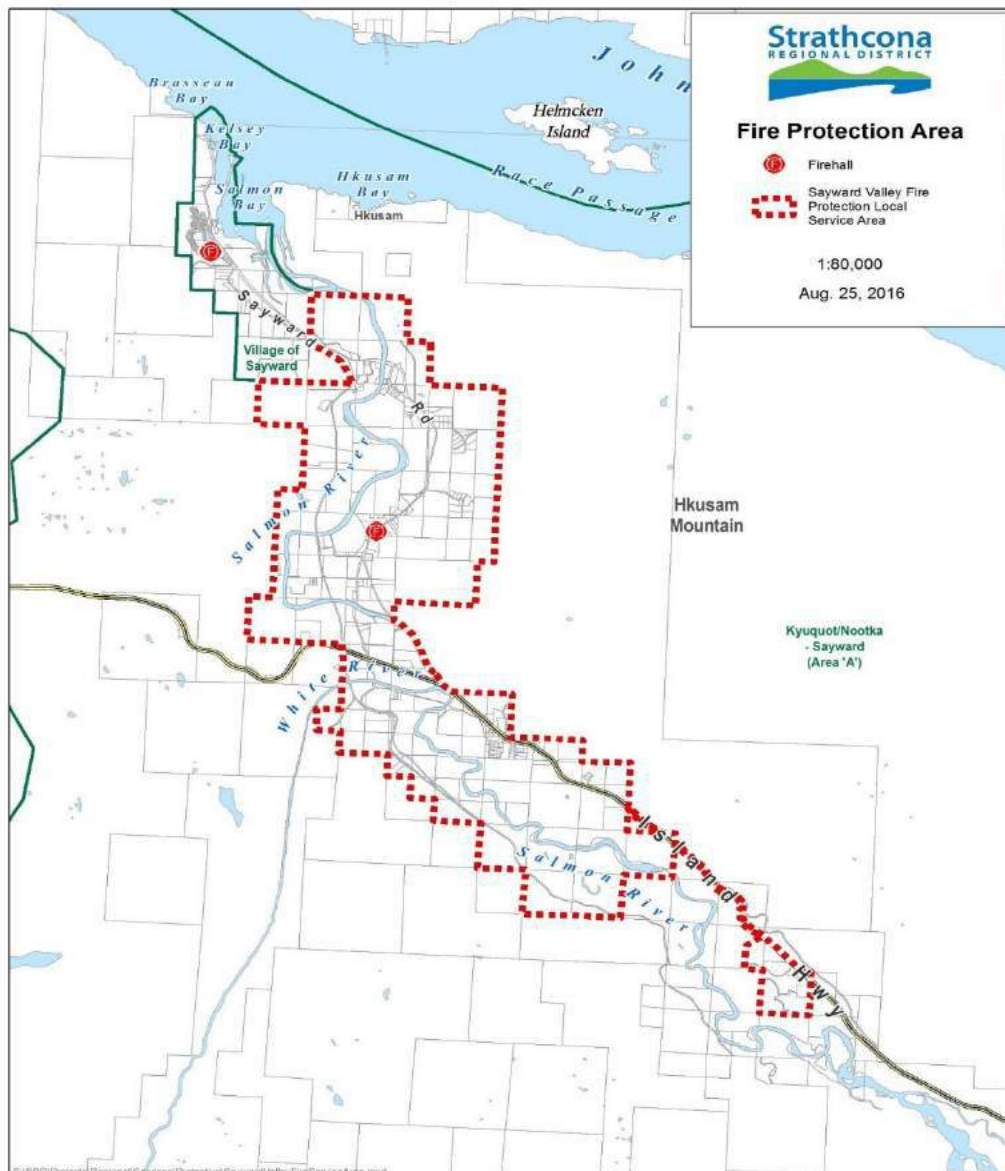 Strathcona
REGIONAL DISTRICT
Fire Protection Area
F
Firehall
Sayward Valley Fire
Protection Local
Service Area
1:80,000
Aug. 25, 2016
John
Helmcken
Island
Race Passage
Brassean
Bay
Kelsey
Bay
Salmon
Bay
Hkusam
Bay
Hkusam
F
Sayward
Rd
Village of
Sayward
Salmon River
F
Hkusam
Mountain
Kyuquot/Nootka
- Sayward
(Area 'A')
White River
Island Hwy
Salmon River